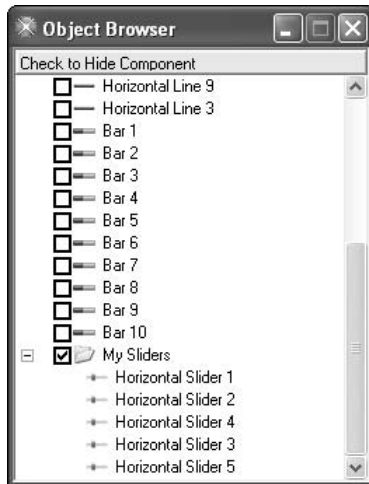 Object Browser
Check to Hide Component
Horizontal Line 9
Horizontal Line 3
Bar 1
Bar 2
Bar 3
Bar 4
Bar 5
Bar 6
Bar 7
Bar 8
Bar 9
Bar 10
My Sliders
Horizontal Slider 1
Horizontal Slider 2
Horizontal Slider 4
Horizontal Slider 3
Horizontal Slider 5